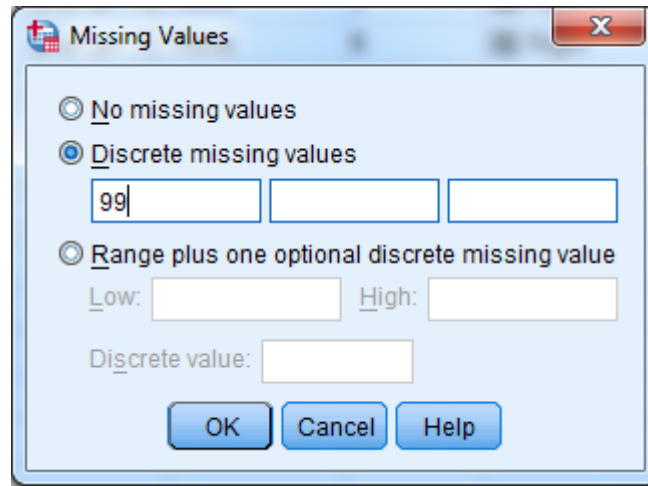 Missing Values
No missing values
Discrete missing values
99
Range plus one optional discrete missing value
Low: High:
Discrete value:
OK Cancel Help